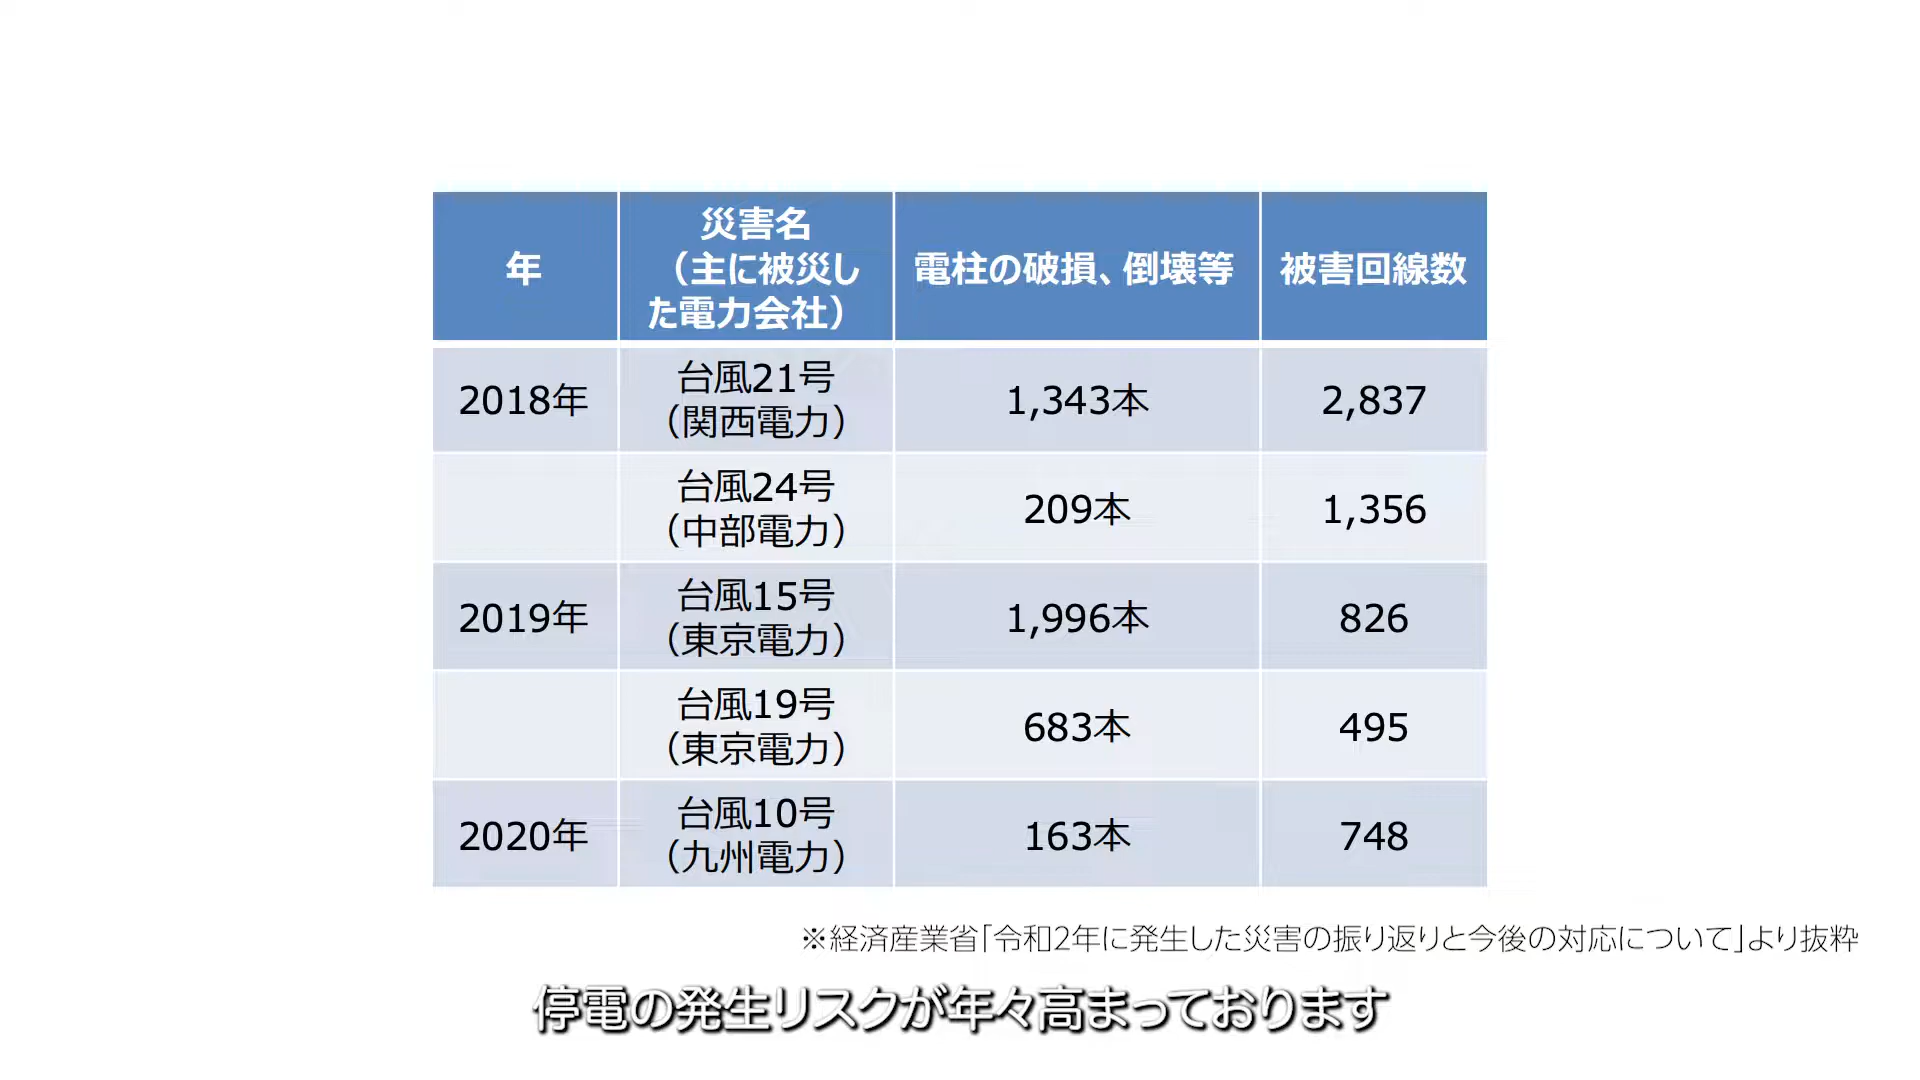 年
災害名
（主に被災し
た電力会社）
電柱の破損、倒壊等
被害回線数
2018年
台風21号
（関西電力）
1,343本
2,837
台風24号
（中部電力）
209本
1,356
2019年
台風15号
（東京電力）
1,996本
826
台風19号
（東京電力）
683本
495
2020年
台風10号
（九州電力）
163本
748
※経済産業省「令和2年に発生した災害の振り返りと今後の対応について」より抜粋
停電の発生リスクが年々高まっております